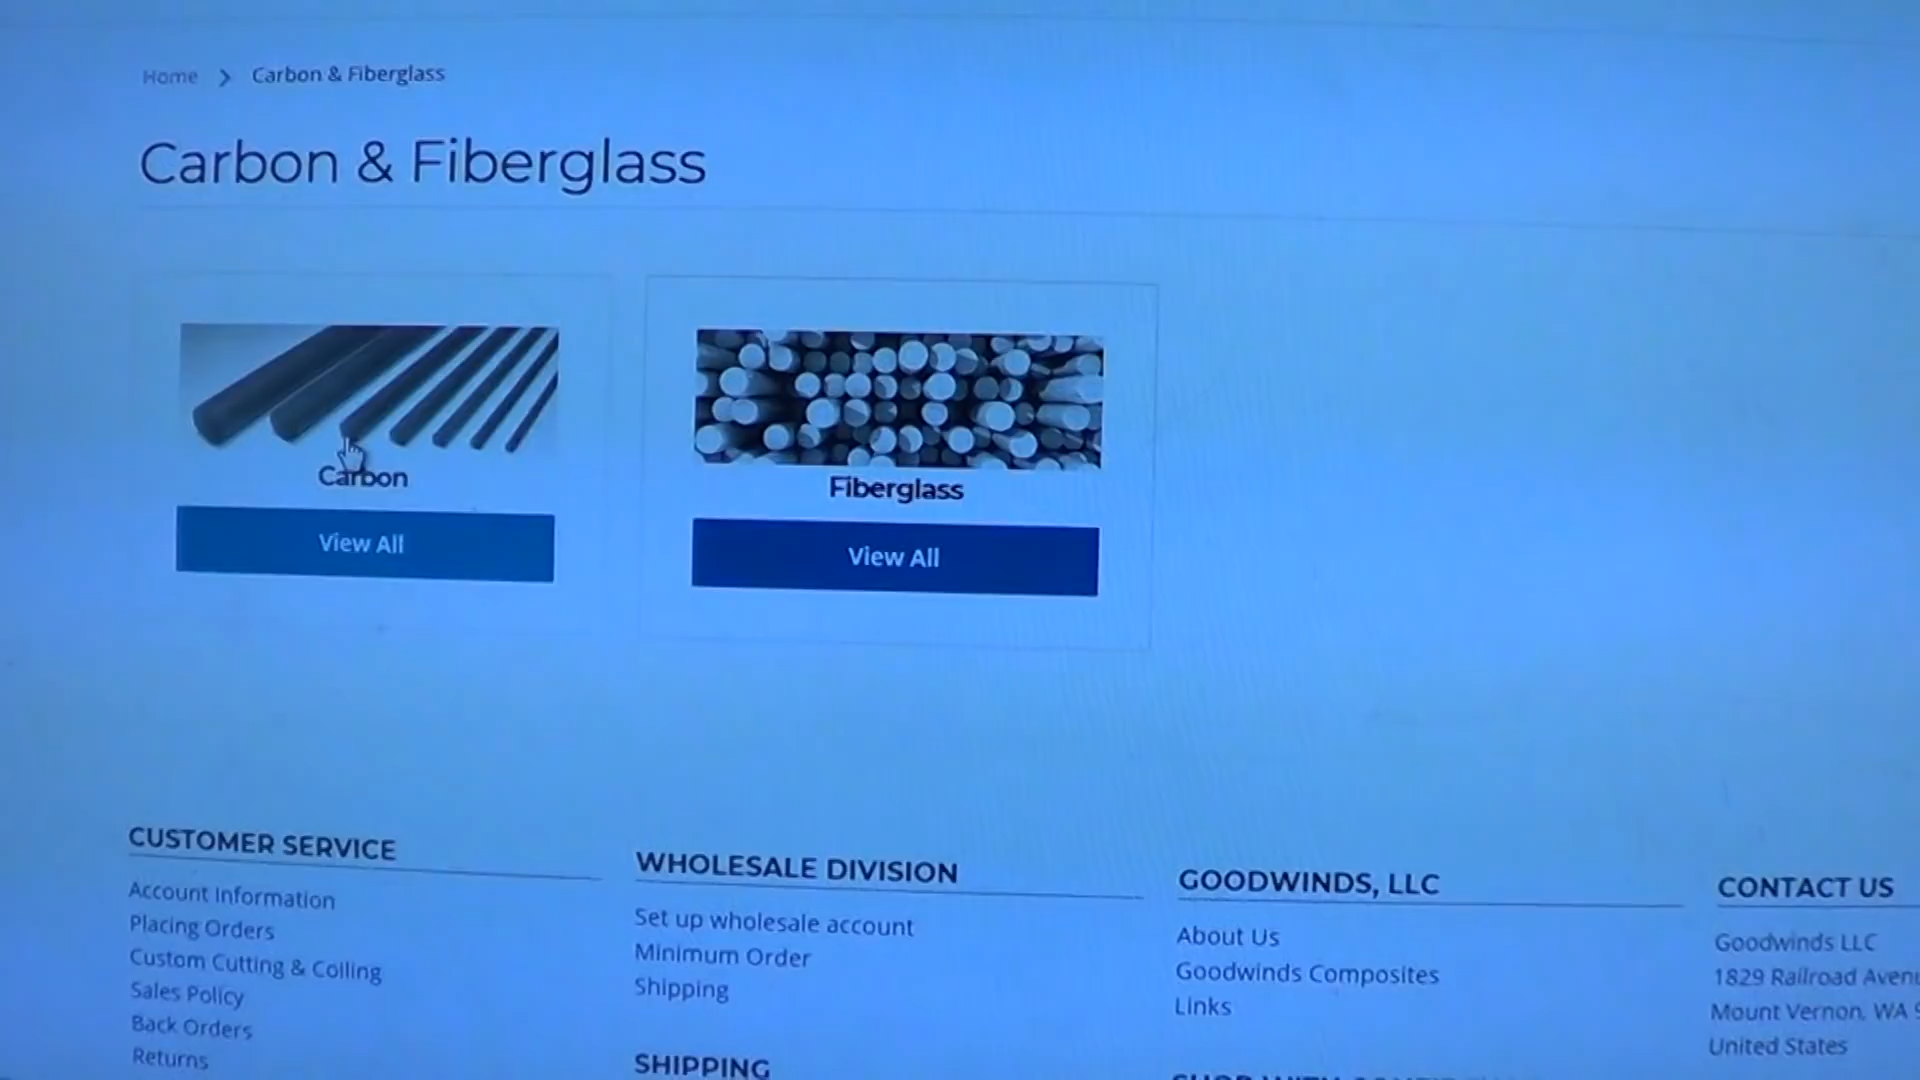 Home > Carbon & Fiberglass
Carbon & Fiberglass
Carbon
View All
Fiberglass
View All
CUSTOMER SERVICE
Account Information
Placing Orders
Custom Cutting & Coiling
Sales Policy
Back Orders
Returns
WHOLESALE DIVISION
Set up wholesale account
Minimum Order
Shipping
SHIPPING
GOODWINDS, LLC
About Us
Goodwinds Composites
Links
CONTACT US
Goodwinds LLC
1829 Railroad
Mount Vernon, WA
United States